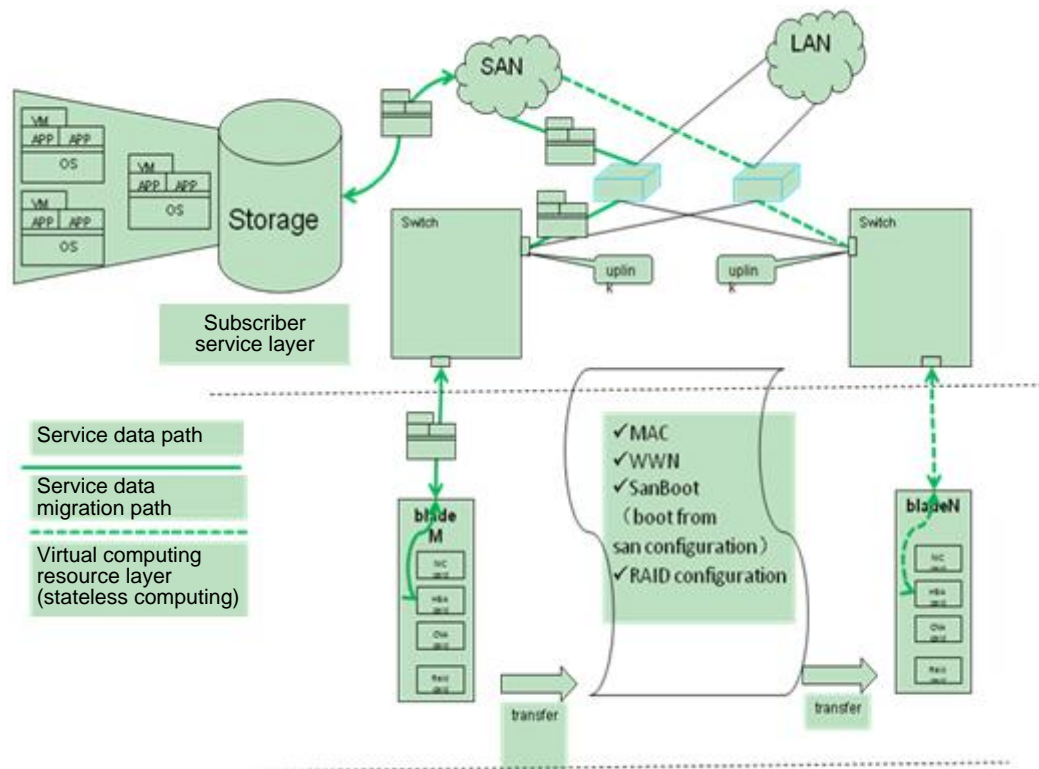 SAN
LAN
VM
APP APP
OS
VM
APP APP
OS
VM
APP APP
OS
Storage
Switch
Switch
uplin
k
uplin
k
Subscriber
service layer
Service data path
Service data
migration path
Virtual computing
resource layer
(stateless computing)
✓MAC
✓WWN
✓SanBoot
（boot from
san configuration）
✓RAID configuration
blade
M
bladeN
transfer
transfer